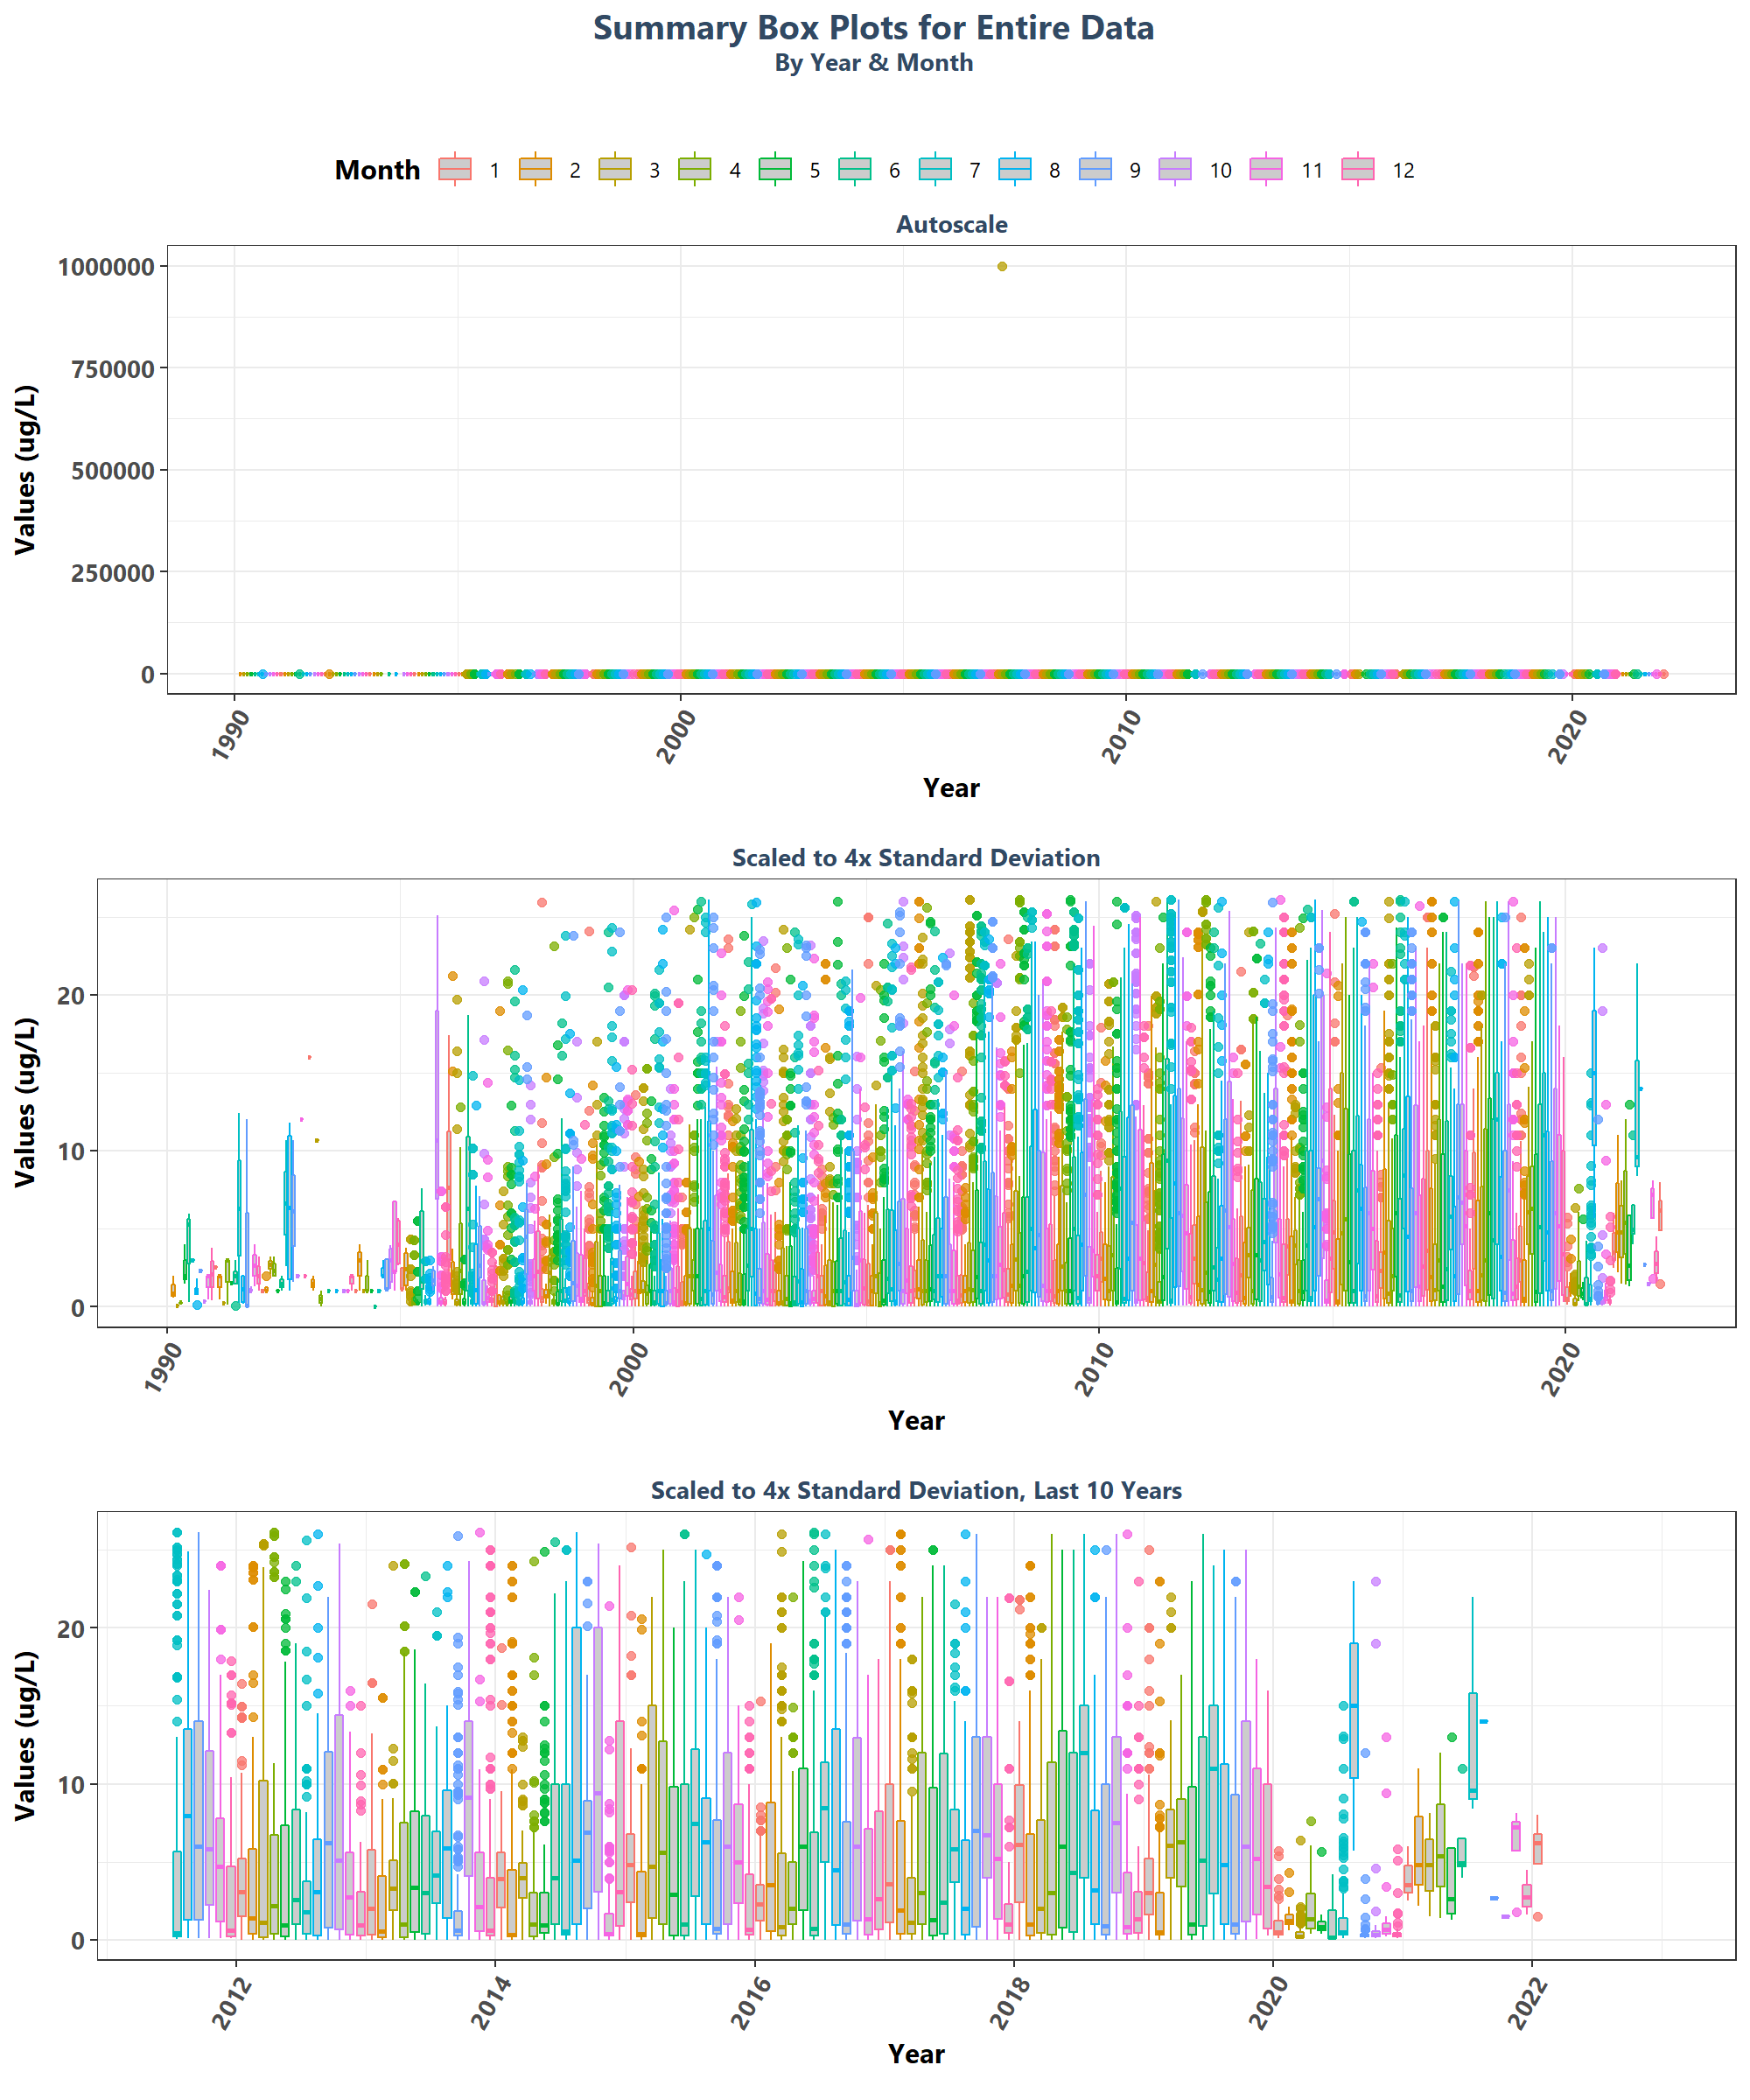 Summary Box Plots for Entire Data
By Year & Month
Month 1 2 3 4 5 6 7 8 9 10 11 12
Autoscale
1000000
750000
500000
250000
0
Values (ug/L)
1990 2000 2010 2020
Year
Scaled to 4x Standard Deviation
20
10
0
Values (ug/L)
1990 2000 2010 2020
Year
Scaled to 4x Standard Deviation, Last 10 Years
20
10
0
Values (ug/L)
2012 2014 2016 2018 2020 2022
Year